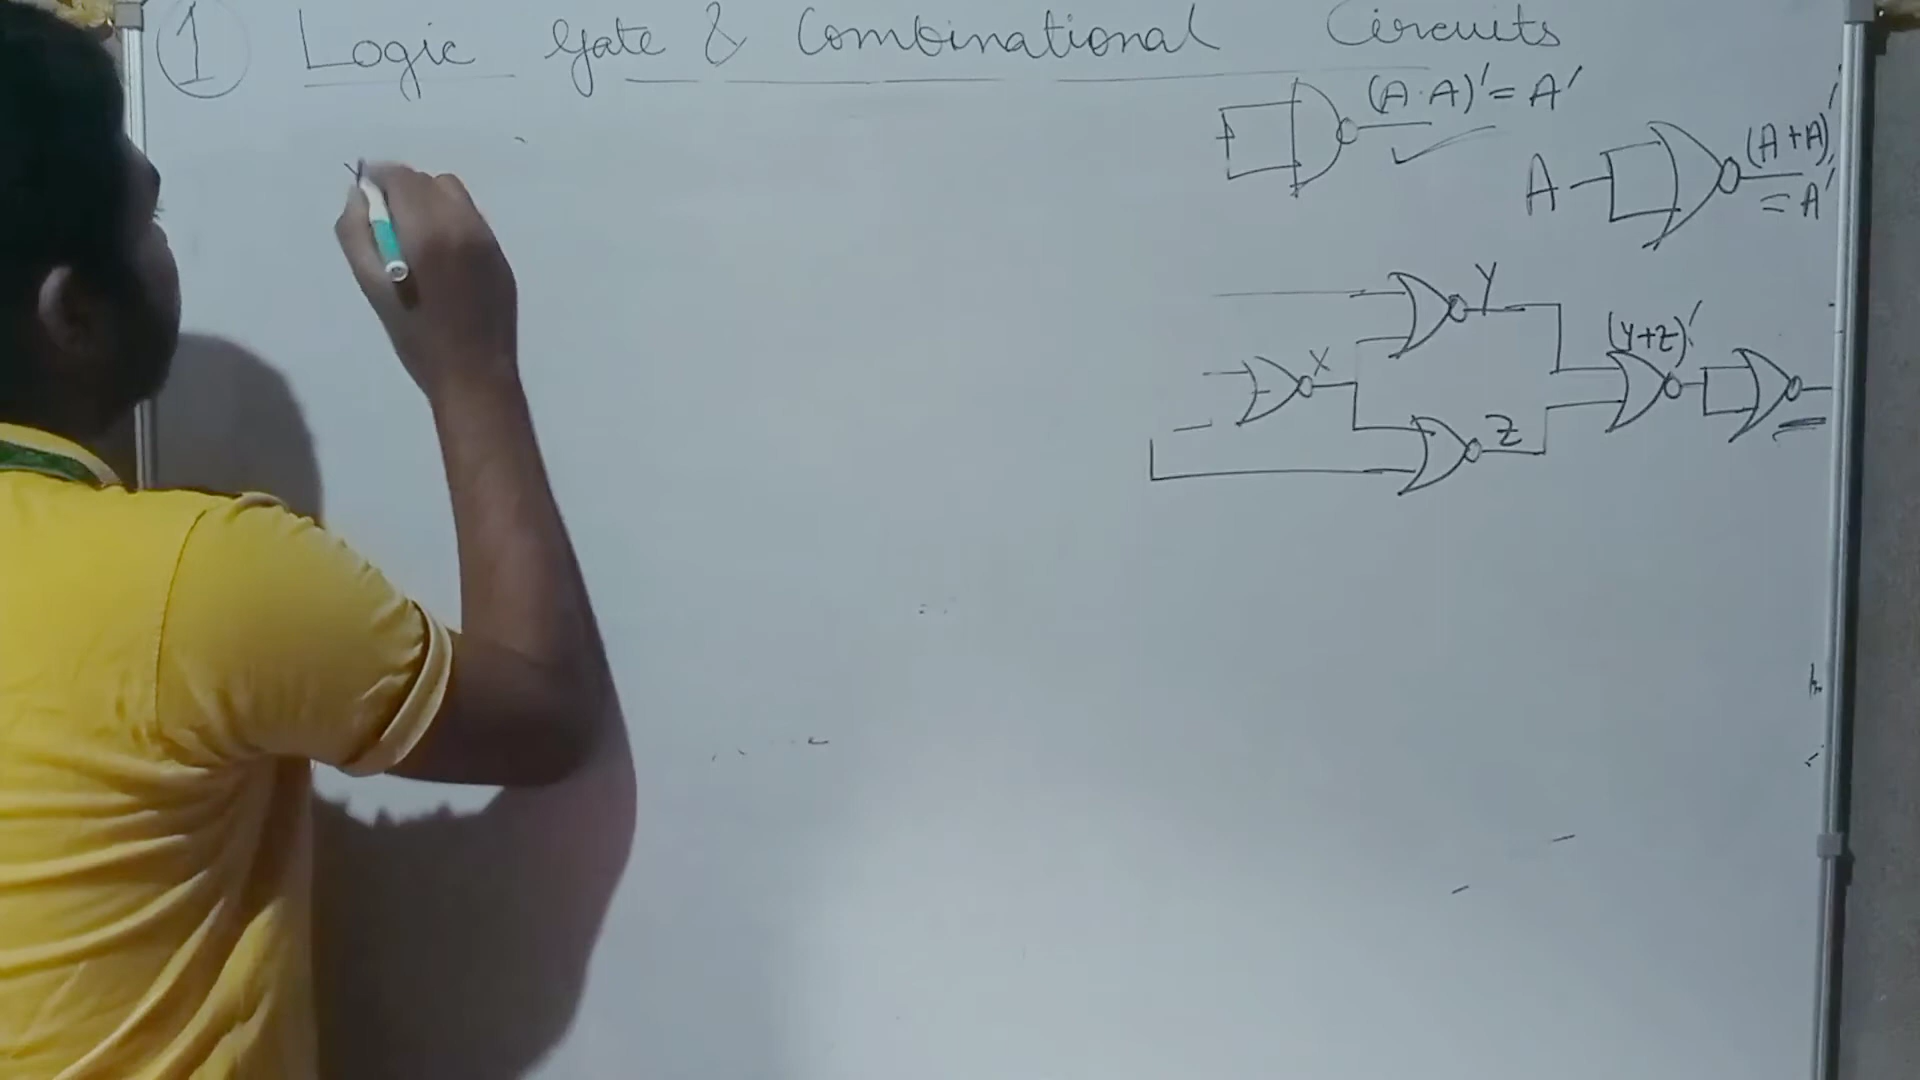 1 Logic Gate & Combinational Circuits
(A·A)' = A'
A (A+A)'
= A'
Y
(Y+Z)'
X
Z